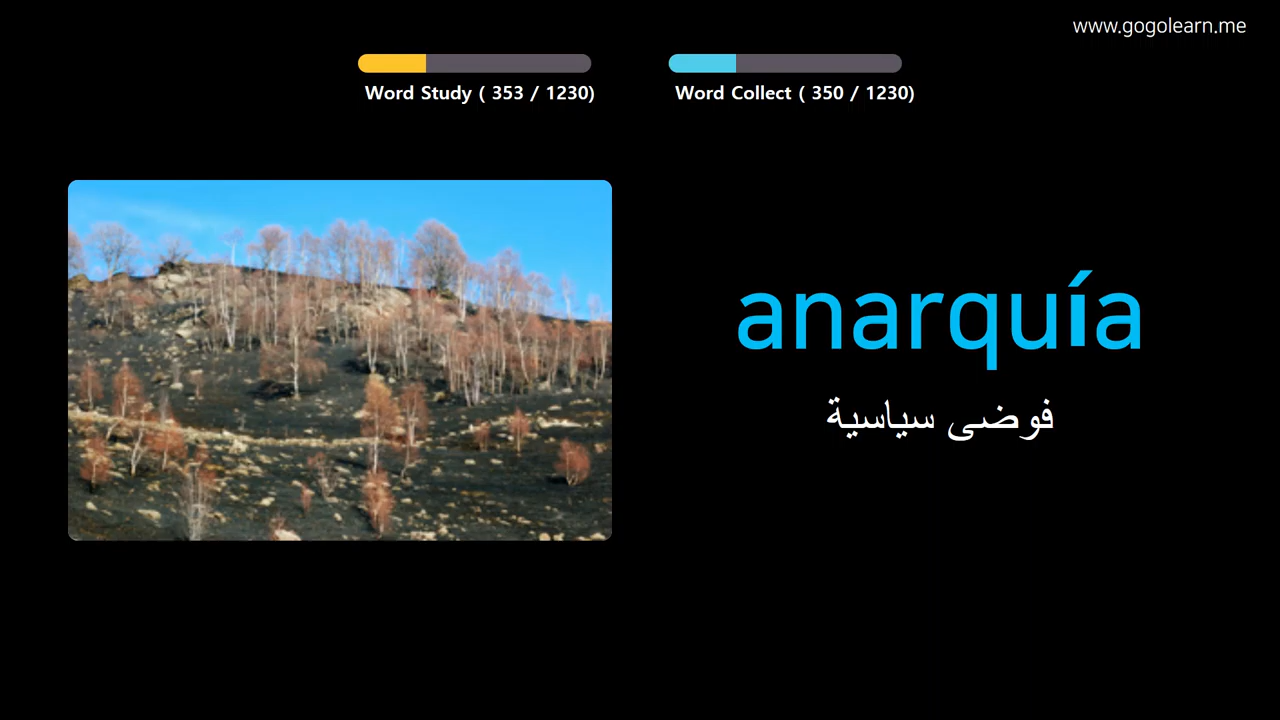 www.gogolearn.me
Word Study ( 353 / 1230)
Word Collect ( 350 / 1230)
anarquía
فوضى سياسية